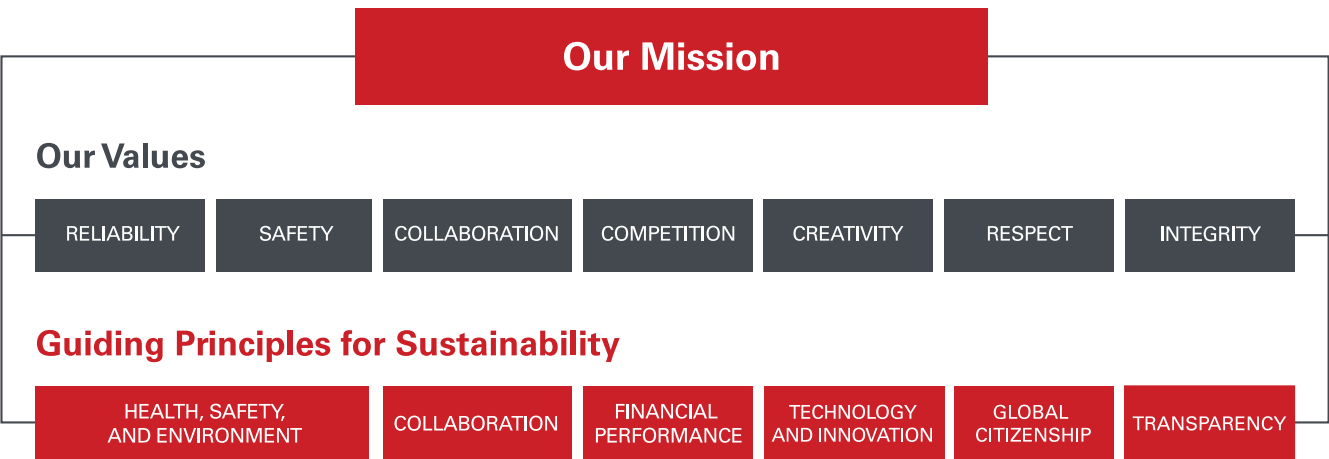 Our Mission
Our Values
RELIABILITY
SAFETY
COLLABORATION
COMPETITION
CREATIVITY
RESPECT
INTEGRITY
Guiding Principles for Sustainability
HEALTH, SAFETY,
AND ENVIRONMENT
COLLABORATION
FINANCIAL
PERFORMANCE
TECHNOLOGY
AND INNOVATION
GLOBAL
CITIZENSHIP
TRANSPARENCY